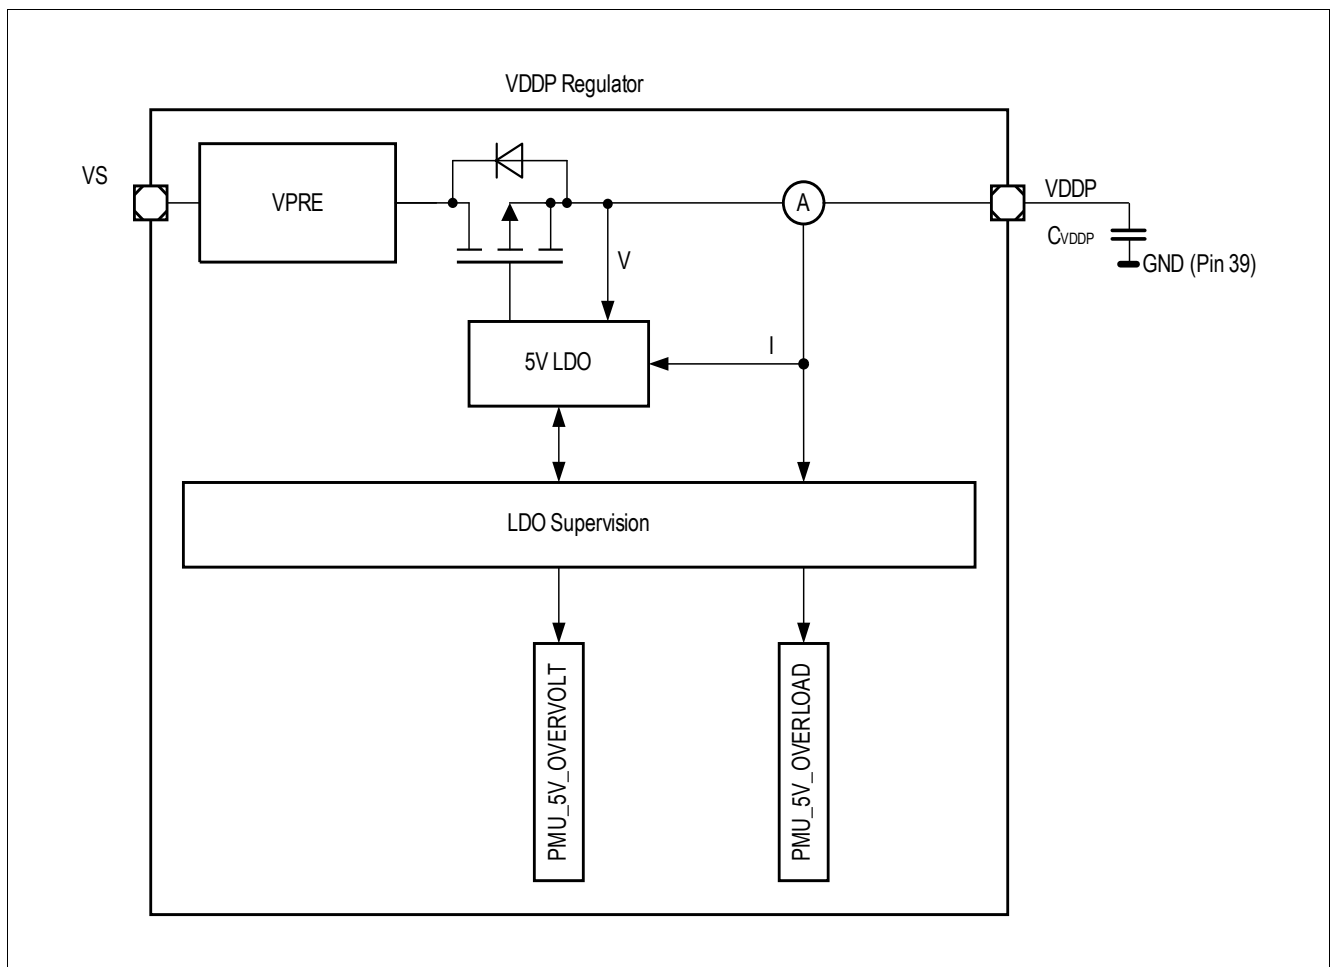 VDDP Regulator
VS
VPRE
VDDP
A
CVDDP
V
GND (Pin 39)
I
5V LDO
LDO Supervision
PMU_5V_OVERVOLT
PMU_5V_OVERLOAD